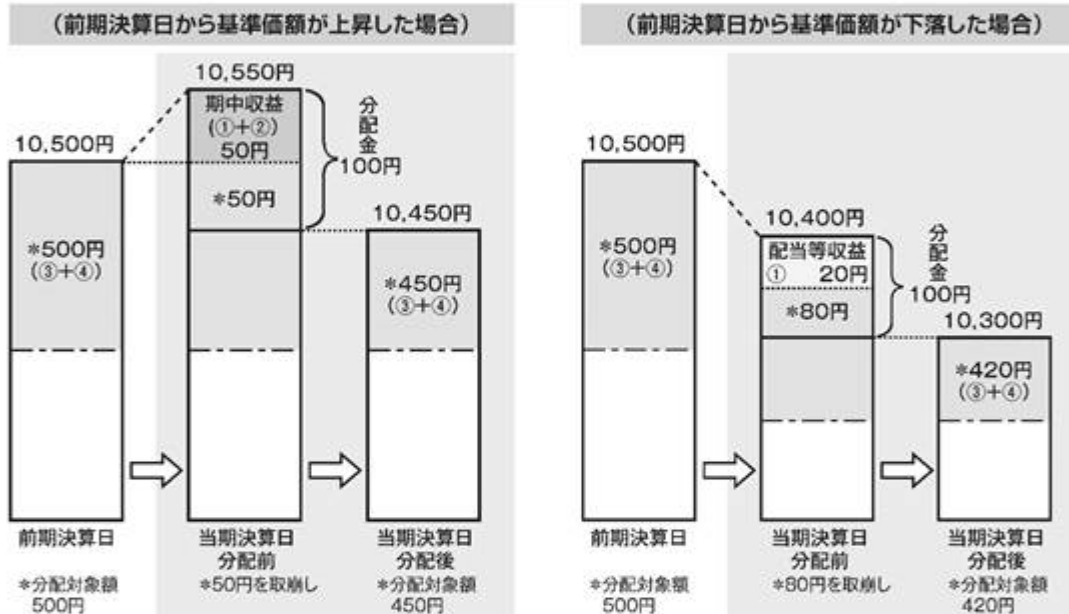 (前期決算日から基準価額が上昇した場合)
10,500円
*500円
(③+④)
前期決算日
*分配対象額
500円
10,550円
期中収益
(①+②)
50円
*50円
分配金
100円
当期決算日
分配前
*50円を取崩し
10,450円
*450円
(③+④)
当期決算日
分配後
*分配対象額
450円
(前期決算日から基準価額が下落した場合)
10,500円
*500円
(③+④)
前期決算日
*分配対象額
500円
10,400円
配当等収益
① 20円
*80円
分配金
100円
当期決算日
分配前
*80円を取崩し
10,300円
*420円
(③+④)
当期決算日
分配後
*分配対象額
420円